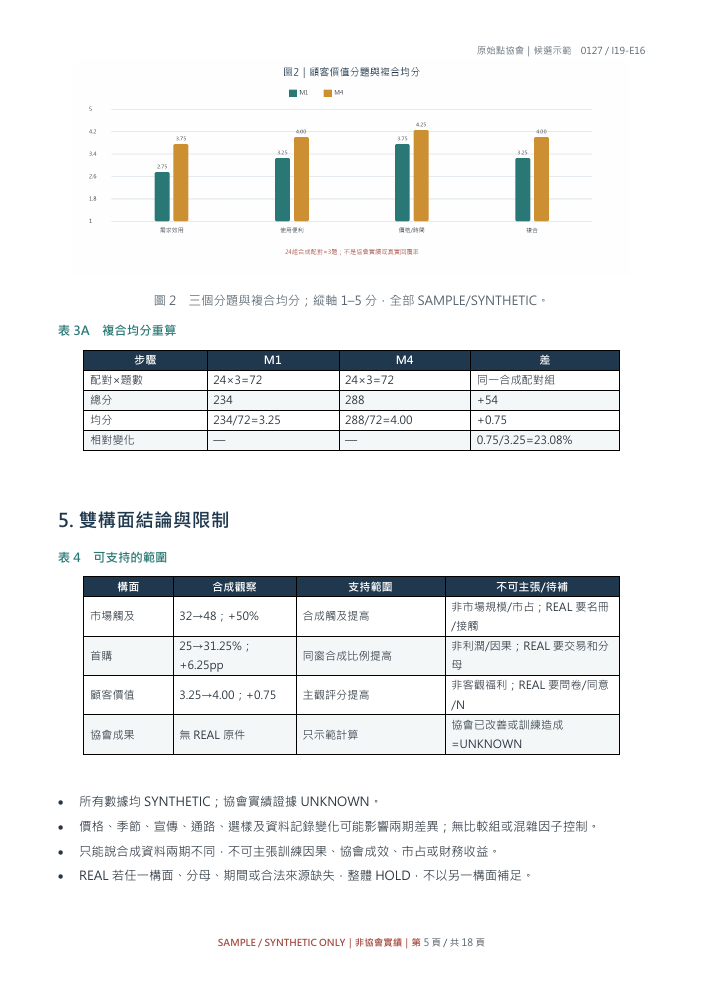 原始點協會｜候選示範　0127 / I19-E16
圖2｜顧客價值分題與複合均分
M1 M4
5
4.2
3.4
2.6
1.8
1
2.75 3.75 3.25 4.00 3.75 4.25 3.25 4.00
需求效用 使用便利 價格/時間 複合
24組合成配對×3題；不是協會實績或真實回覆率
圖 2　三個分題與複合均分；縱軸 1–5 分，全部 SAMPLE/SYNTHETIC。
表 3A　複合均分重算
步驟 M1 M4 差
配對×題數 24×3=72 24×3=72 同一合成配對組
總分 234 288 +54
均分 234/72=3.25 288/72=4.00 +0.75
相對變化 — — 0.75/3.25=23.08%
5. 雙構面結論與限制
表 4　可支持的範圍
構面 合成觀察 支持範圍 不可主張/待補
市場觸及 32→48；+50% 合成觸及提高 非市場規模/市占；REAL 要名冊
/接觸
首購 25→31.25%； 同窗合成比例提高 非利潤/因果；REAL 要交易和分
+6.25pp 母
顧客價值 3.25→4.00；+0.75 主觀評分提高 非客觀福利；REAL 要問卷/同意
/N
協會成果 無 REAL 原件 只示範計算 協會已改善或訓練造成
=UNKNOWN
• 所有數據均 SYNTHETIC；協會實績證據 UNKNOWN。
• 價格、季節、宣傳、通路、選樣及資料記錄變化可能影響兩期差異；無比較組或混雜因子控制。
• 只能說合成資料兩期不同，不可主張訓練因果、協會成效、市占或財務收益。
• REAL 若任一構面、分母、期間或合法來源缺失，整體 HOLD，不以另一構面補足。
SAMPLE / SYNTHETIC ONLY｜非協會實績｜第 5 頁 / 共 18 頁